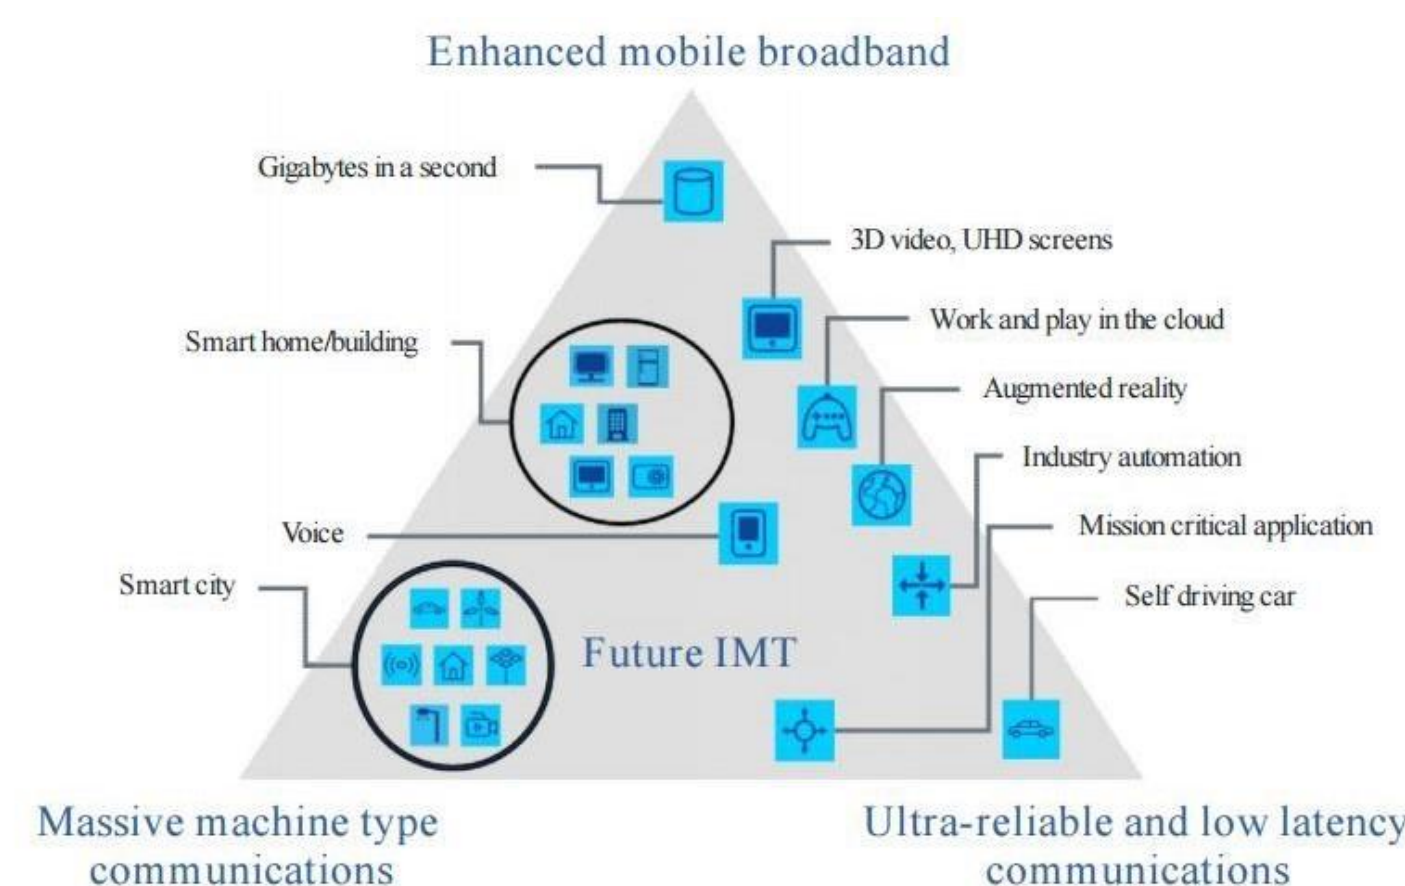 Enhanced mobile broadband
Gigabytes in a second
3D video, UHD screens
Work and play in the cloud
Smart home/building
Augmented reality
Industry automation
Mission critical application
Voice
Smart city
Self driving car
Future IMT
Massive machine type
communications
Ultra-reliable and low latency
communications